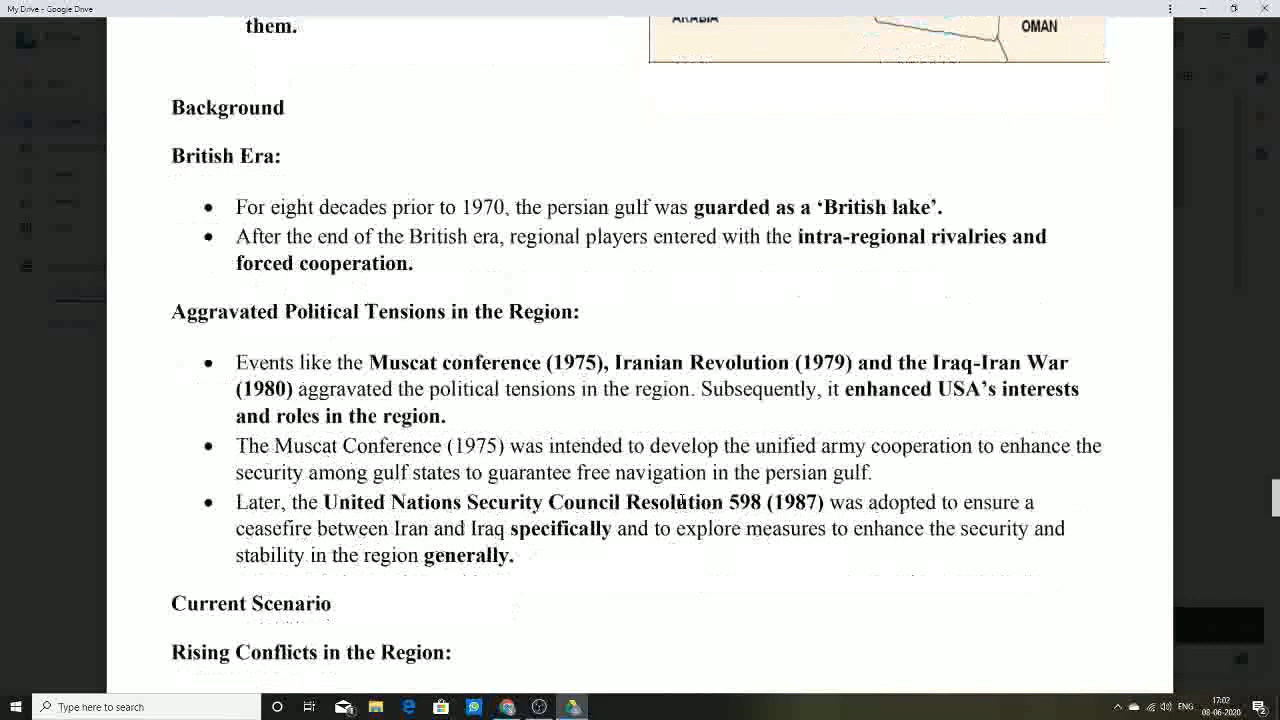 My Drive - Google Drive
them.
ARABIA
OMAN
Background
British Era:
• For eight decades prior to 1970, the persian gulf was guarded as a ‘British lake’.
• After the end of the British era, regional players entered with the intra-regional rivalries and
forced cooperation.
Aggravated Political Tensions in the Region:
• Events like the Muscat conference (1975), Iranian Revolution (1979) and the Iraq-Iran War
(1980) aggravated the political tensions in the region. Subsequently, it enhanced USA’s interests
and roles in the region.
• The Muscat Conference (1975) was intended to develop the unified army cooperation to enhance the
security among gulf states to guarantee free navigation in the persian gulf.
• Later, the United Nations Security Council Resolution 598 (1987) was adopted to ensure a
ceasefire between Iran and Iraq specifically and to explore measures to enhance the security and
stability in the region generally.
Current Scenario
Rising Conflicts in the Region:
Type here to search
17:02
08-06-2020